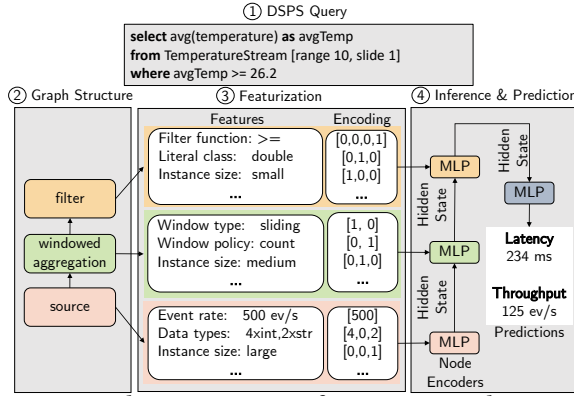 ① DSPS Query
select avg(temperature) as avgTemp
from TemperatureStream [range 10, slide 1]
where avgTemp >= 26.2
② Graph Structure
filter
windowed
aggregation
source
③ Featurization
Features
Encoding
Filter function: >=
[0,0,0,1]
Literal class: double
[0,1,0]
Instance size: small
[1,0,0]
...
...
Window type: sliding
[1, 0]
Window policy: count
[0, 1]
Instance size: medium
[0,1,0]
...
...
Event rate: 500 ev/s
[500]
Data types: 4xint,2xstr
[4,0,2]
Instance size: large
[0,0,1]
...
...
④ Inference & Prediction
MLP
Hidden
State
MLP
Hidden
State
MLP
Hidden
State
MLP
Node
Encoders
Latency
234 ms
Throughput
125 ev/s
Predictions